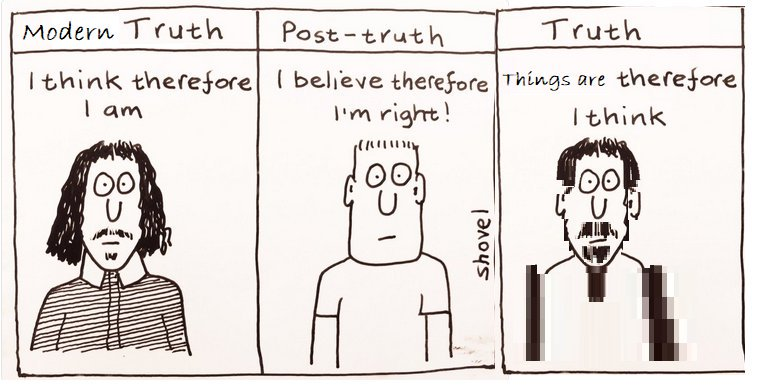 Modern Truth
I think therefore
I am
Post-truth
I believe therefore
I'm right!
shovel
Truth
Things are therefore
I think